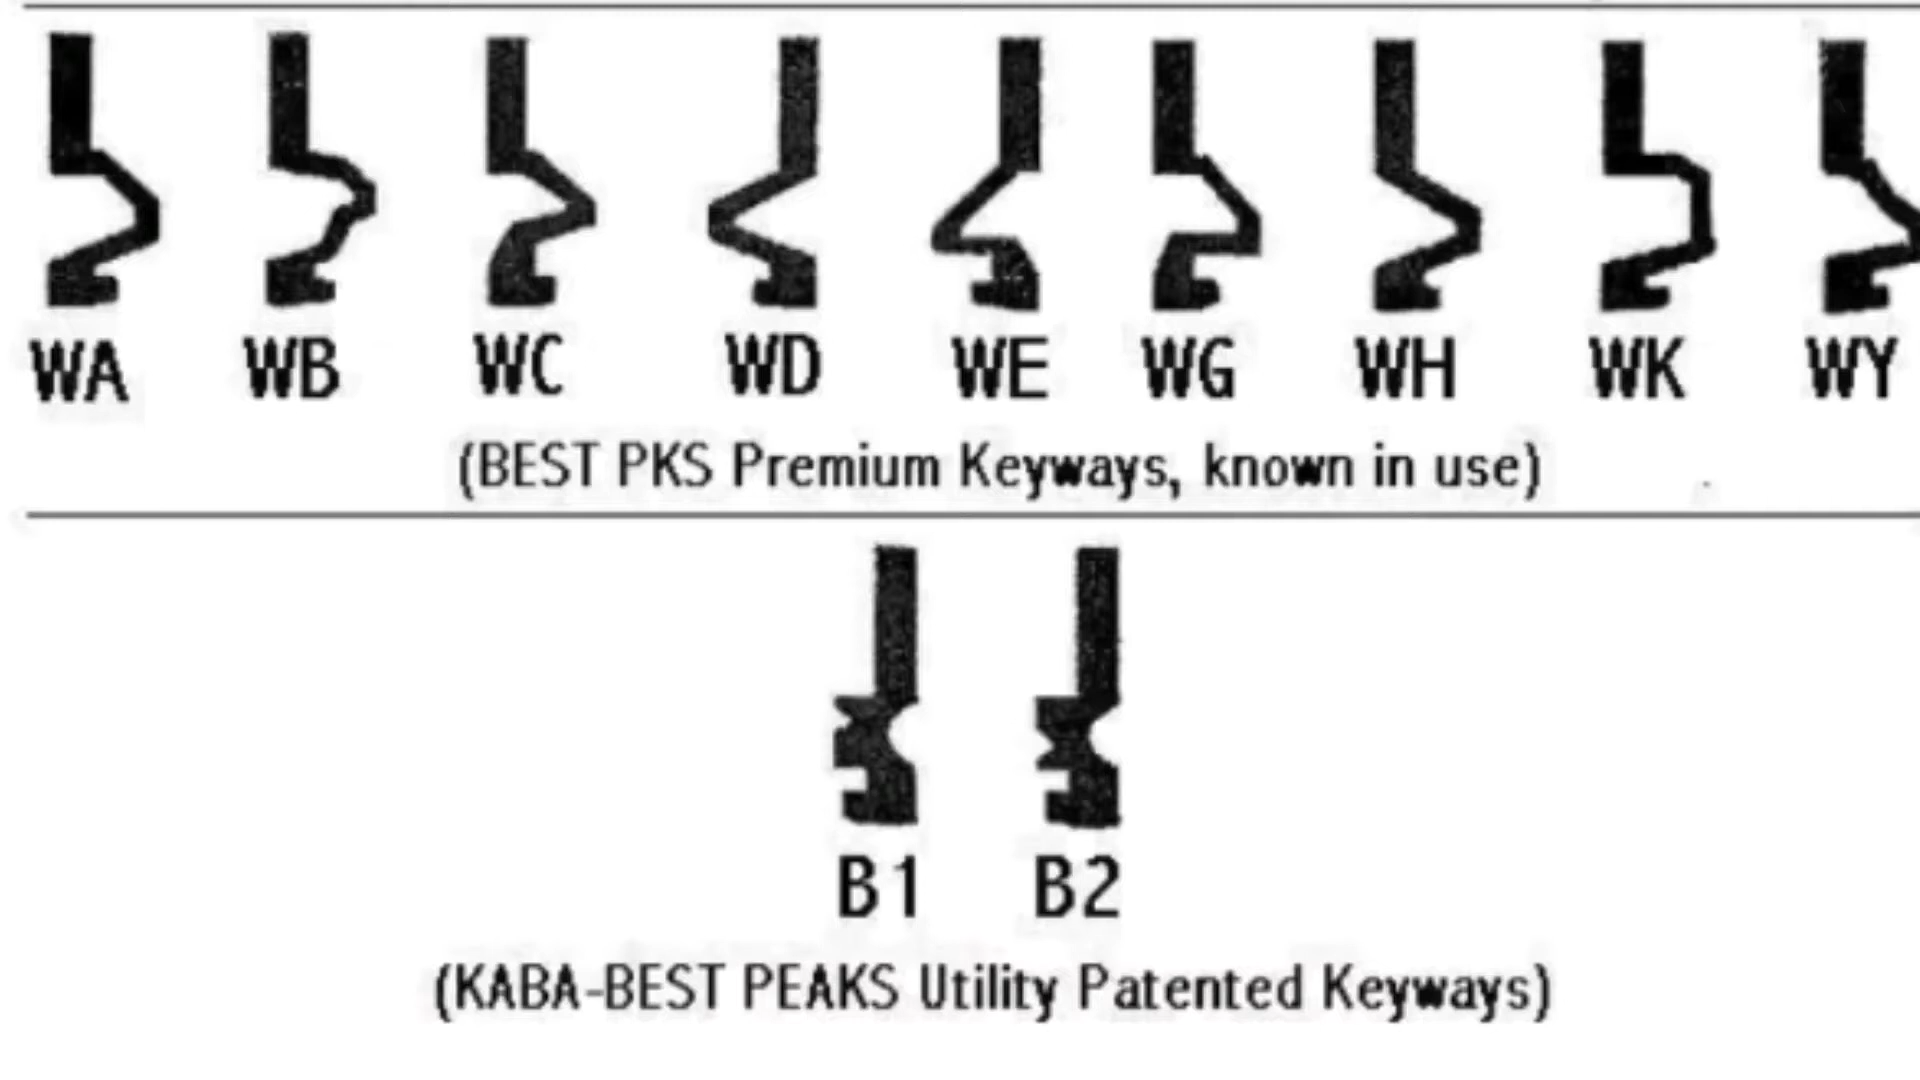 WA WB WC WD WE WG WH WK WY
(BEST PKS Premium Keyways, known in use)
B1 B2
(KABA-BEST PEAKS Utility Patented Keyways)